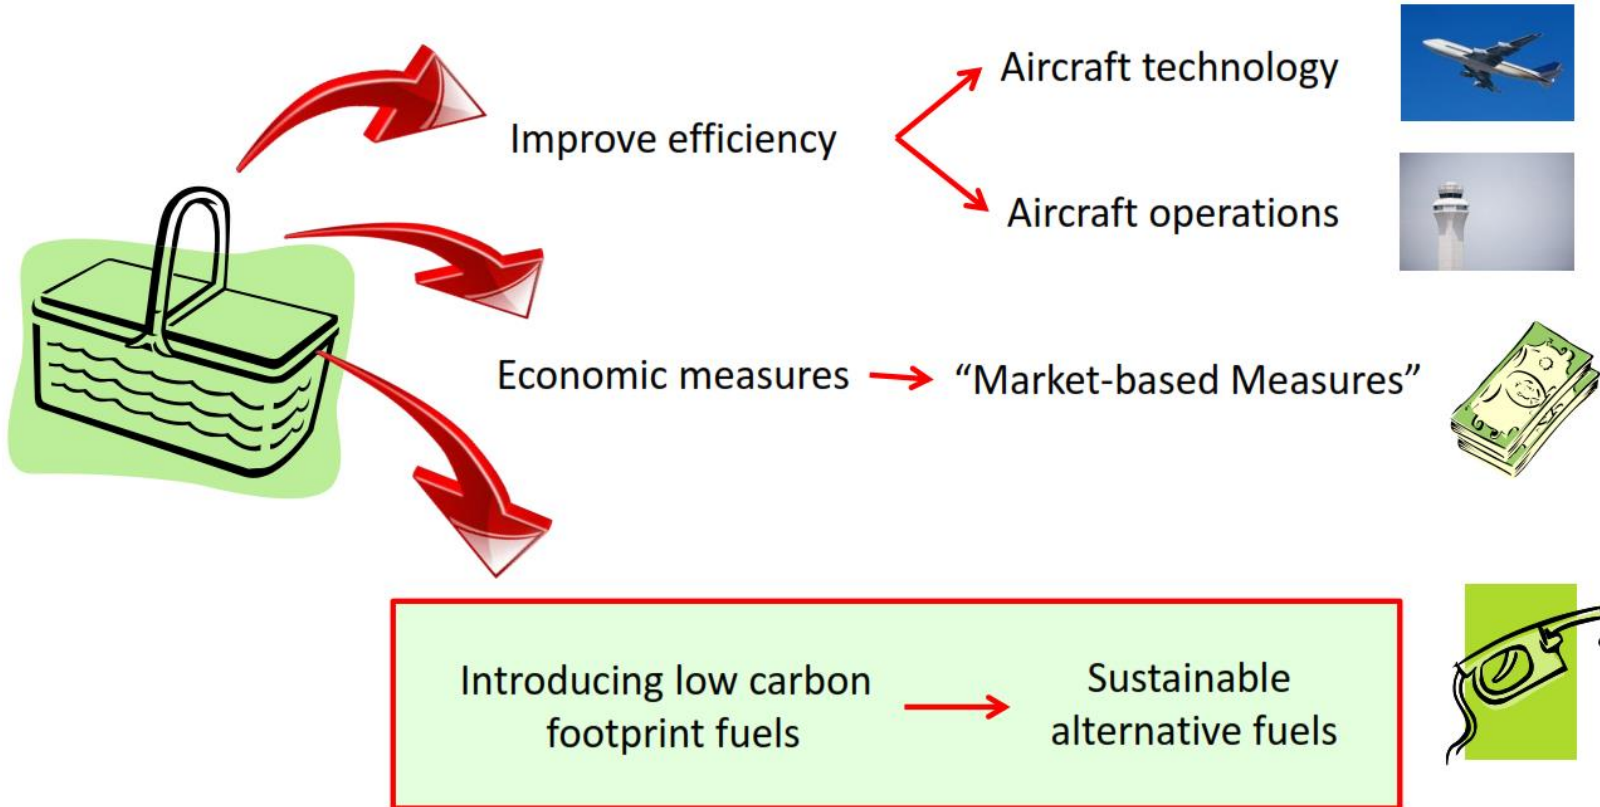 Aircraft technology
Improve efficiency
Aircraft operations
Economic measures
“Market-based Measures”
Introducing low carbon
footprint fuels
Sustainable
alternative fuels